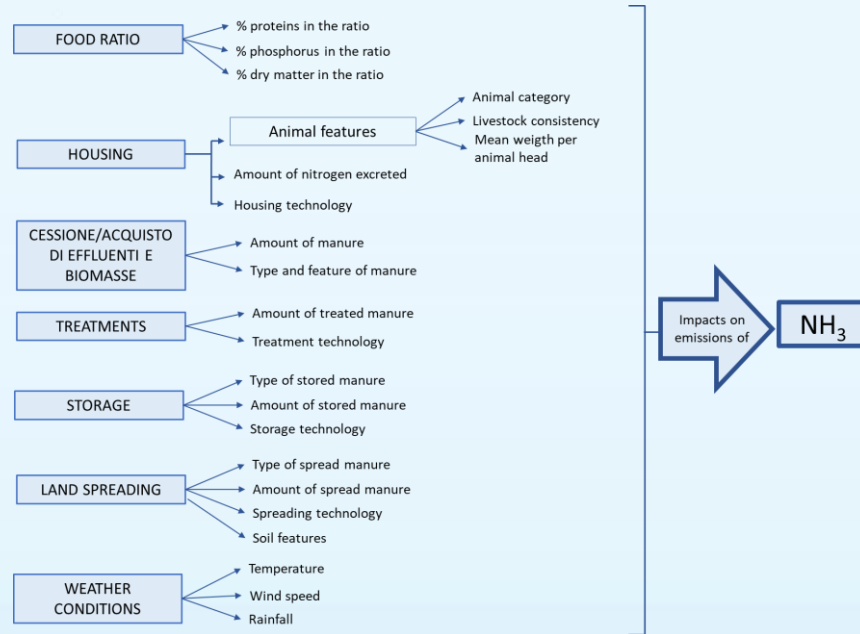 FOOD RATIO
% proteins in the ratio
% phosphorus in the ratio
% dry matter in the ratio
HOUSING
Animal features
Animal category
Livestock consistency
Mean weigth per
animal head
Amount of nitrogen excreted
Housing technology
CESSIONE/ACQUISTO
DI EFFLUENTI E
BIOMASSE
Amount of manure
Type and feature of manure
TREATMENTS
Amount of treated manure
Treatment technology
STORAGE
Type of stored manure
Amount of stored manure
Storage technology
LAND SPREADING
Type of spread manure
Amount of spread manure
Spreading technology
Soil features
WEATHER
CONDITIONS
Temperature
Wind speed
Rainfall
Impacts on
emissions of
NH₃